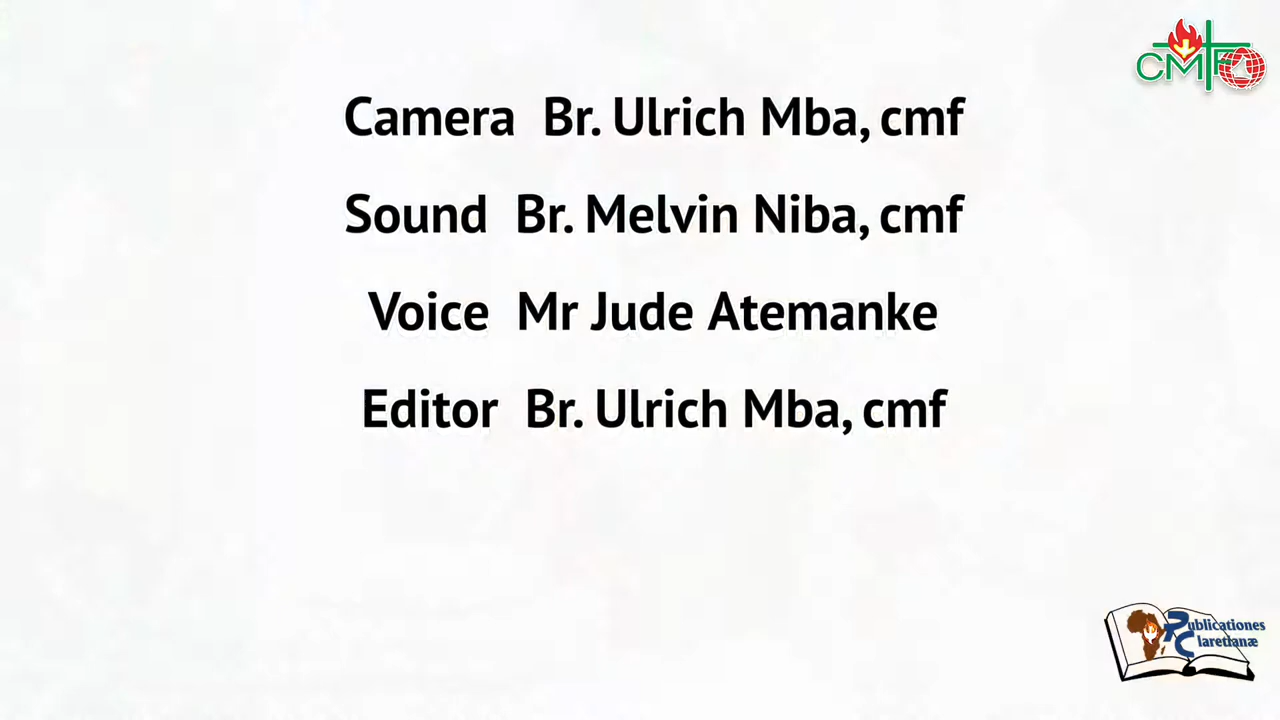 CMF
Camera Br. Ulrich Mba, cmf
Sound Br. Melvin Niba, cmf
Voice Mr Jude Atemanke
Editor Br. Ulrich Mba, cmf
Publicationes
Claretianæ